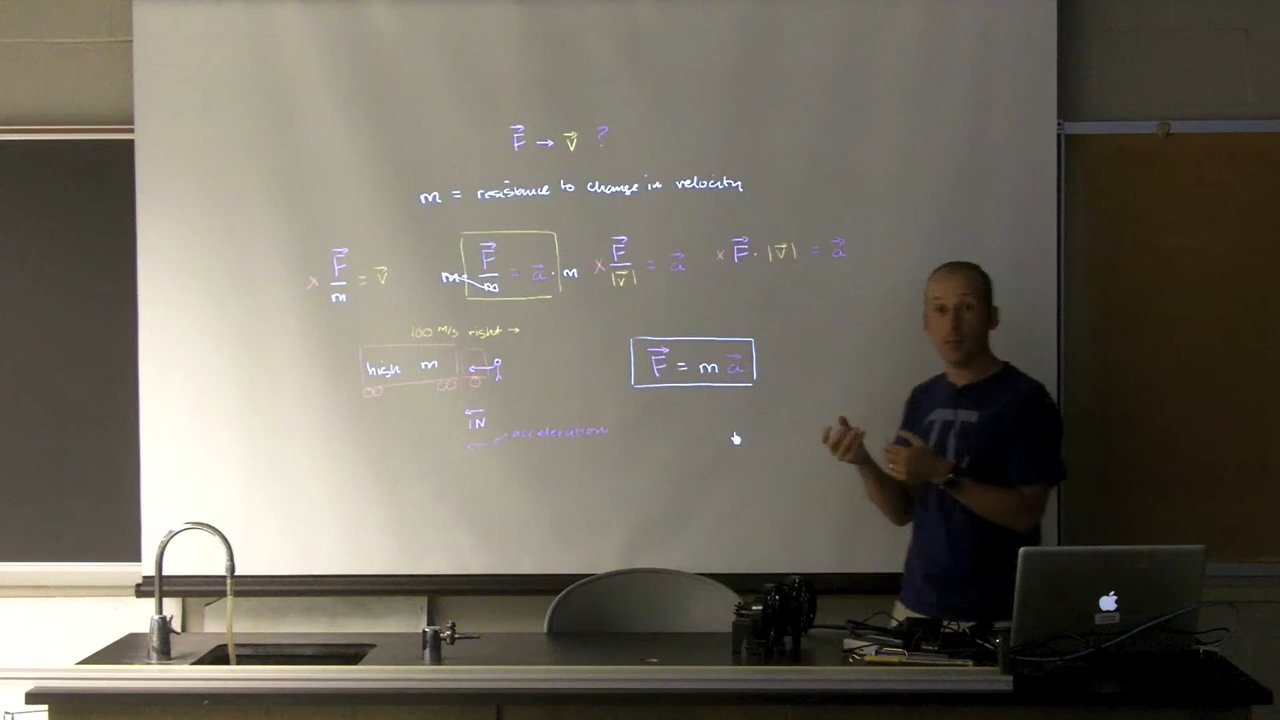 F → v ?
m = resistance to change in velocity
× F/m = v
m · F/m = a · m
× F/|v| = a
× F · |v| = a
100 m/s right →
high m
F = m a
1N
acceleration
π